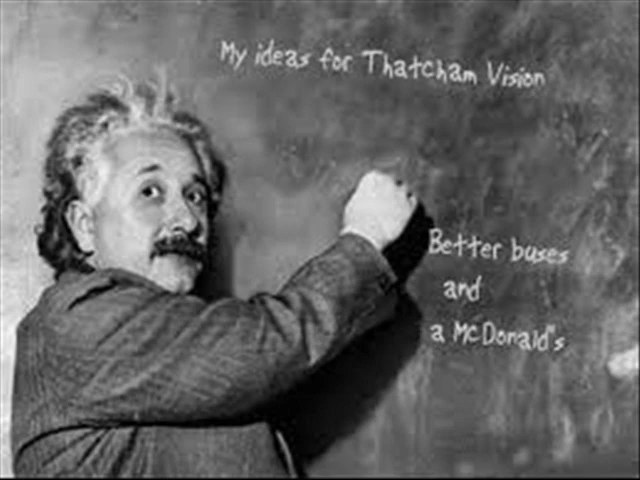 My ideas for Thatcham Vision
Better buses
and
a McDonald's